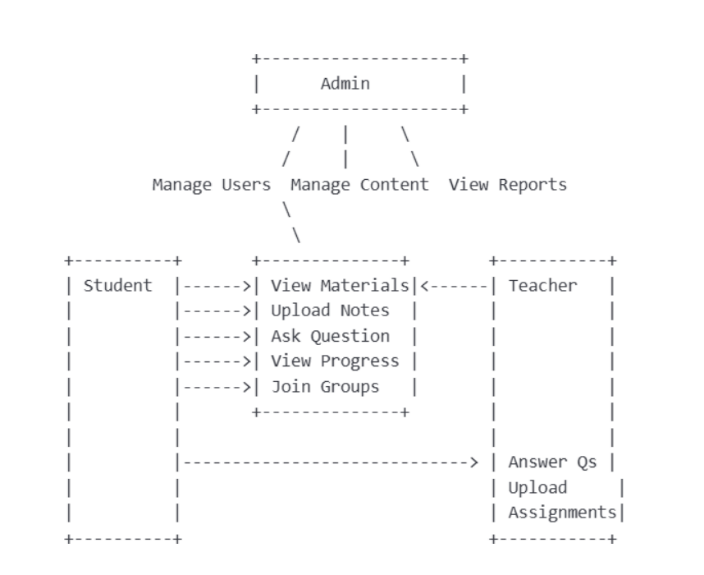 Admin
Manage Users Manage Content View Reports
Student View Materials Teacher
Upload Notes
Ask Question
View Progress
Join Groups
Answer Qs
Upload
Assignments